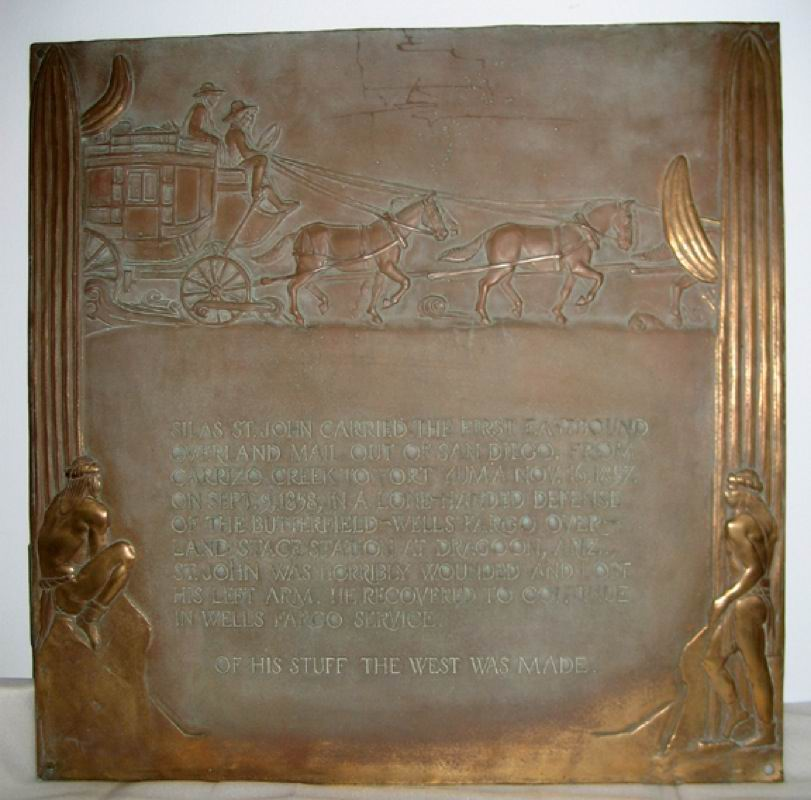 SILAS ST. JOHN CARRIED THE FIRST EASTBOUND
OVERLAND MAIL OUT OF SAN DIEGO, FROM
CARRIZO CREEK TO FORT YUMA NOV. 16, 1857.
ON SEPT. 9, 1858, IN A LONE-HANDED DEFENSE
OF THE BUTTERFIELD-WELLS FARGO OVER-
LAND STAGE STATION AT DRAGOON, ARIZ.,
ST. JOHN WAS HORRIBLY WOUNDED AND LOST
HIS LEFT ARM. HE RECOVERED TO CONTINUE
IN WELLS FARGO SERVICE.
OF HIS STUFF THE WEST WAS MADE.